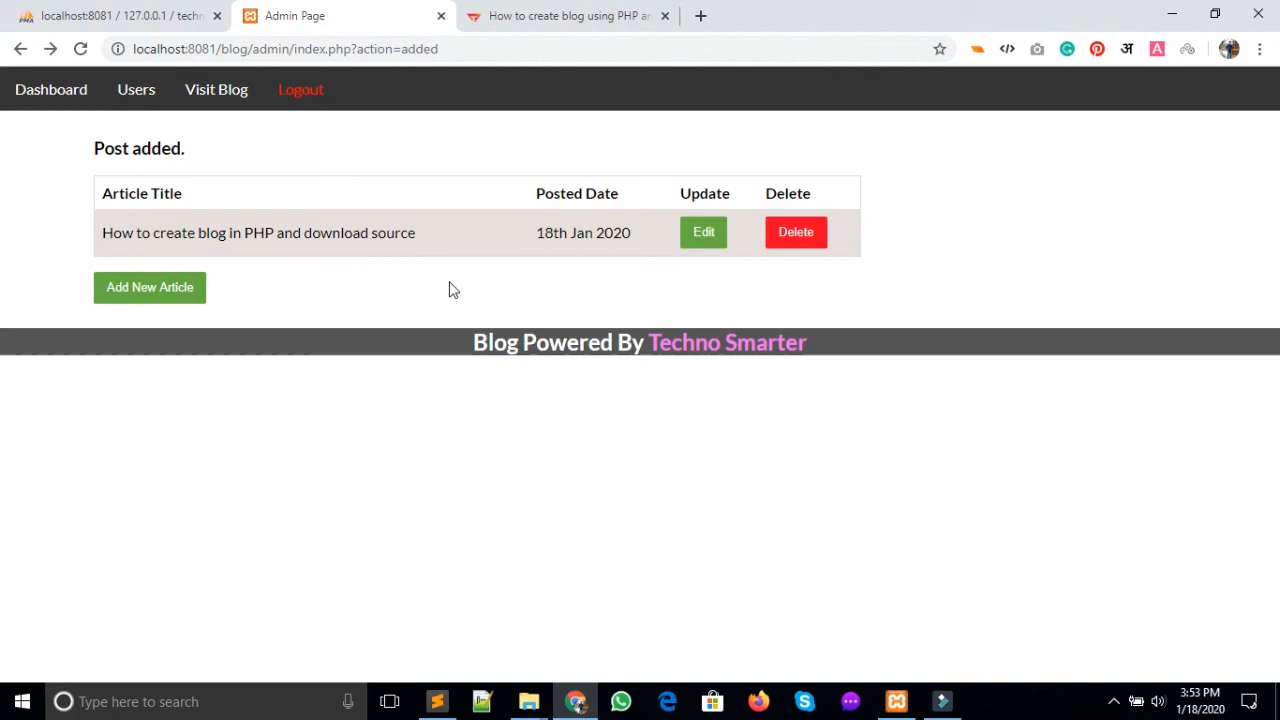 localhost:8081 / 127.0.0.1 / techn
Admin Page
How to create blog using PHP an
localhost:8081/blog/admin/index.php?action=added
Dashboard
Users
Visit Blog
Logout
Post added.
Article Title
Posted Date
Update
Delete
How to create blog in PHP and download source
18th Jan 2020
Edit
Delete
Add New Article
Blog Powered By Techno Smarter
Type here to search
3:53 PM
1/18/2020